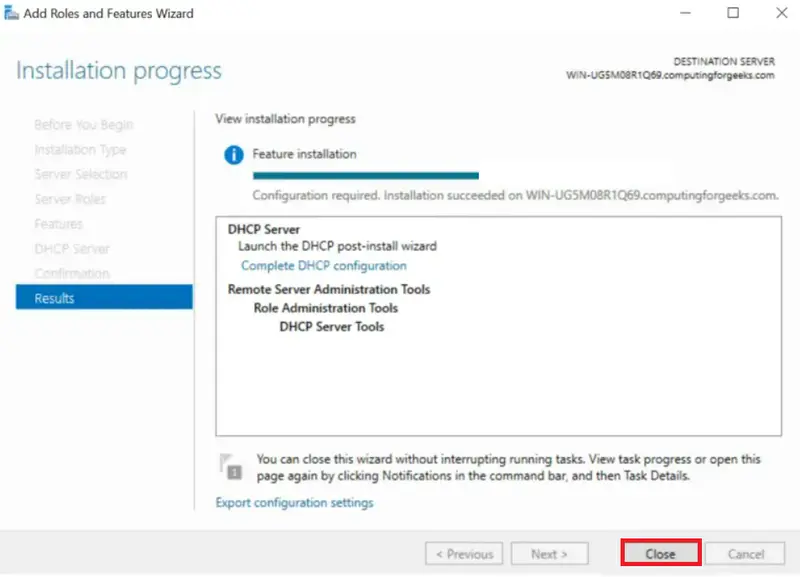 Add Roles and Features Wizard
Installation progress
DESTINATION SERVER
WIN-UG5M08R1Q69.computingforgeeks.com
Before You Begin
Installation Type
Server Selection
Server Roles
Features
DHCP Server
Confirmation
Results
View installation progress
Feature installation
Configuration required. Installation succeeded on WIN-UG5M08R1Q69.computingforgeeks.com.
DHCP Server
Launch the DHCP post-install wizard
Complete DHCP configuration
Remote Server Administration Tools
Role Administration Tools
DHCP Server Tools
You can close this wizard without interrupting running tasks. View task progress or open this
page again by clicking Notifications in the command bar, and then Task Details.
Export configuration settings
< Previous
Next >
Close
Cancel